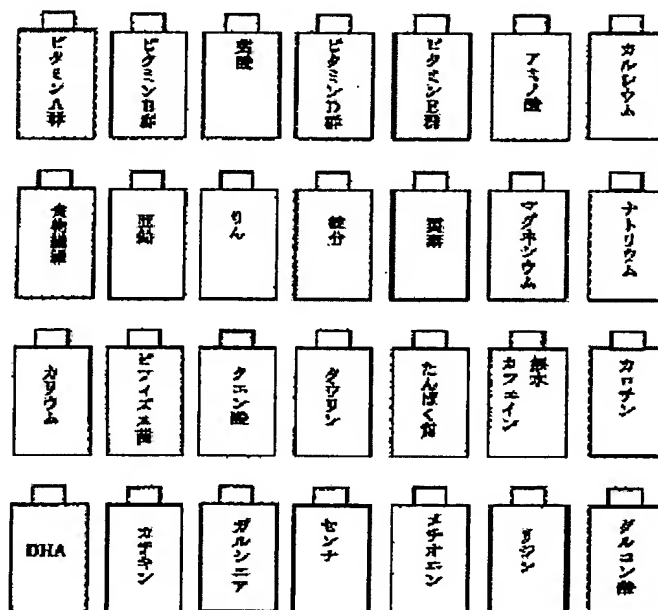 ビタミンA群
ビタミンB群
葉酸
ビタミンD群
ビタミンE群
アミノ酸
カルシウム
食物繊維
亜鉛
りん
鉄分
マグネシウム
ナトリウム
カリウム
ビフィズス菌
クエン酸
タウリン
たんぱく質
無水
カフェイン
カロチン
DHA
カテキン
ガルシニア
センナ
メチオニン
リジン
グルコン酸